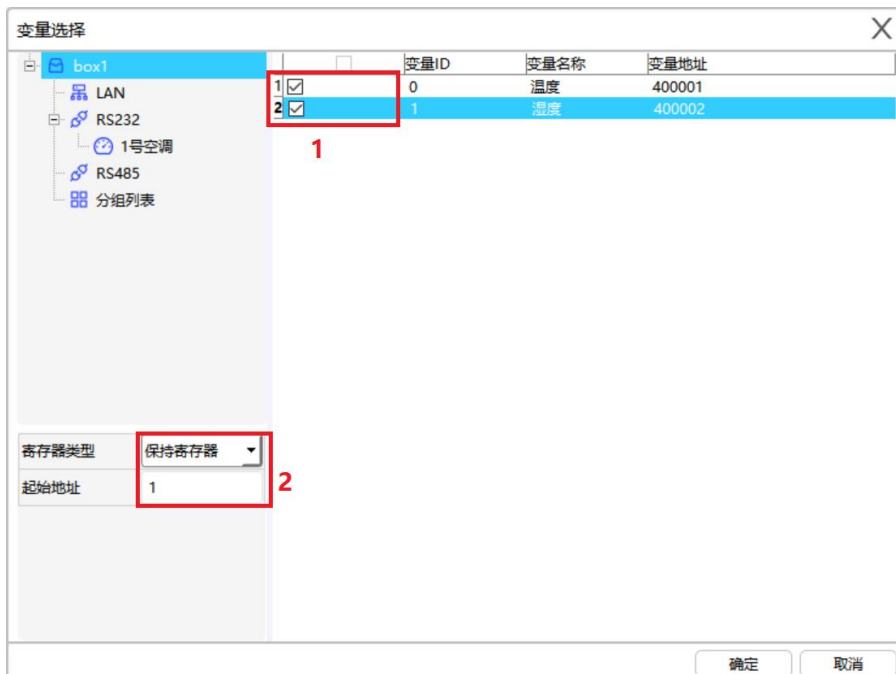 变量选择
box1
LAN
RS232
1号空调
RS485
分组列表
变量ID 变量名称 变量地址
1 0 温度 400001
2 1 湿度 400002
1
寄存器类型 保持寄存器
起始地址 1
2
确定 取消